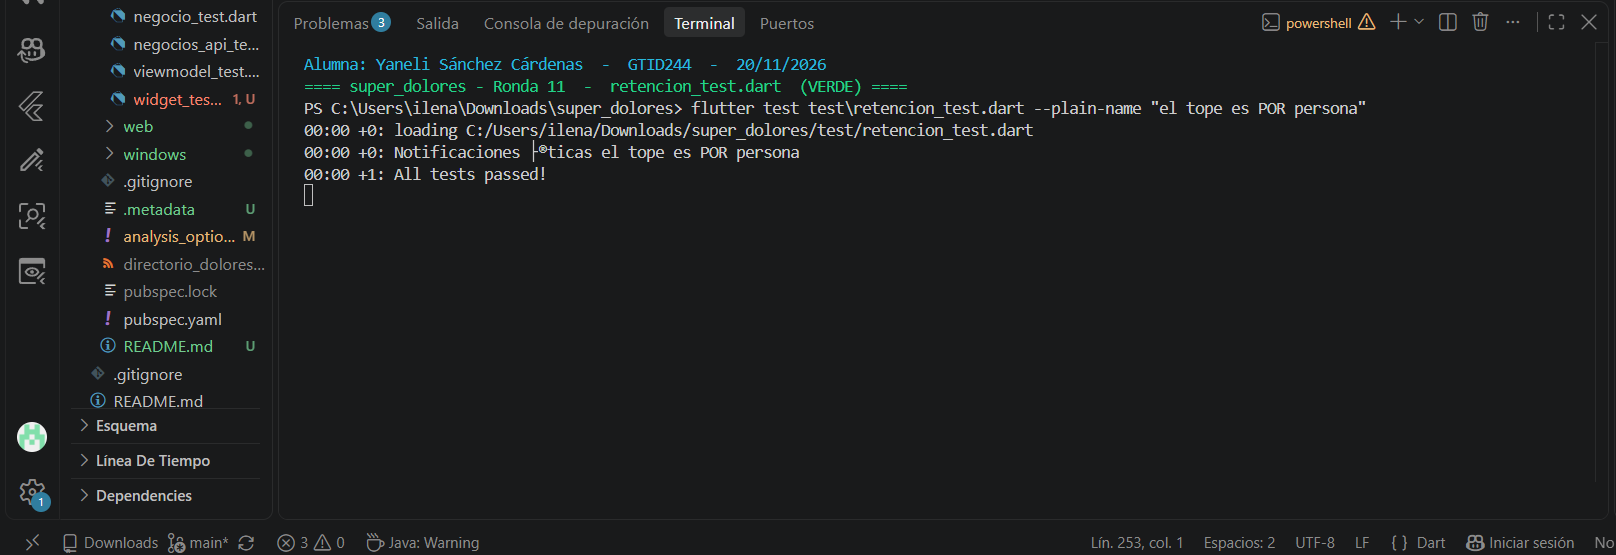 negocio_test.dart
negocios_api_te...
viewmodel_test....
widget_tes... 1, U
web
windows
.gitignore
.metadata U
analysis_optio... M
directorio_dolores...
pubspec.lock
pubspec.yaml
README.md U
.gitignore
README.md
Esquema
Línea De Tiempo
Dependencies
1
Problemas 3 Salida Consola de depuración Terminal Puertos
powershell
Alumna: Yaneli Sánchez Cárdenas - GTID244 - 20/11/2026
==== super_dolores - Ronda 11 - retencion_test.dart (VERDE) ====
PS C:\Users\ilena\Downloads\super_dolores> flutter test test\retencion_test.dart --plain-name "el tope es POR persona"
00:00 +0: loading C:/Users/ilena/Downloads/super_dolores/test/retencion_test.dart
00:00 +0: Notificaciones ├®ticas el tope es POR persona
00:00 +1: All tests passed!
Downloads main* 3 0 Java: Warning Lín. 253, col. 1 Espacios: 2 UTF-8 LF { } Dart Iniciar sesión No